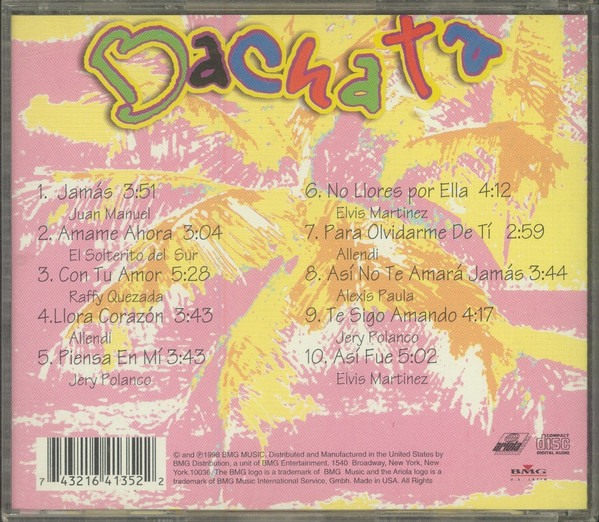 Bachata
1. Jamás 3:51
Juan Manuel
2. Amame Ahora 3:04
El Solterito del Sur
3. Con Tu Amor 5:28
Raffy Quezada
4.Llora Corazón 3:43
Allendi
5. Piensa En Mí 3:43
Jery Polanco
6. No Llores por Ella 4:12
Elvis Martinez
7. Para Olvidarme De Tí 2:59
Allendi
8. Así No Te Amará Jamás 3:44
Alexis Paula
9. Te Sigo Amando 4:17
Jery Polanco
10. Así Fué 5:02
Elvis Martinez
7 43216 41352 2
© and ℗1998 BMG MUSIC. Distributed and Manufactured in the United States by
BMG Distribution, a unit of BMG Entertainment, 1540 Broadway, New York, New
York 10036. The BMG logo is a trademark of BMG Music and the Ariola logo is a
trademark of BMG Music International Service, Gmbh. Made in USA. All Rights
ariola
COMPACT
disc
DIGITAL AUDIO
BMG
U.S. LATIN